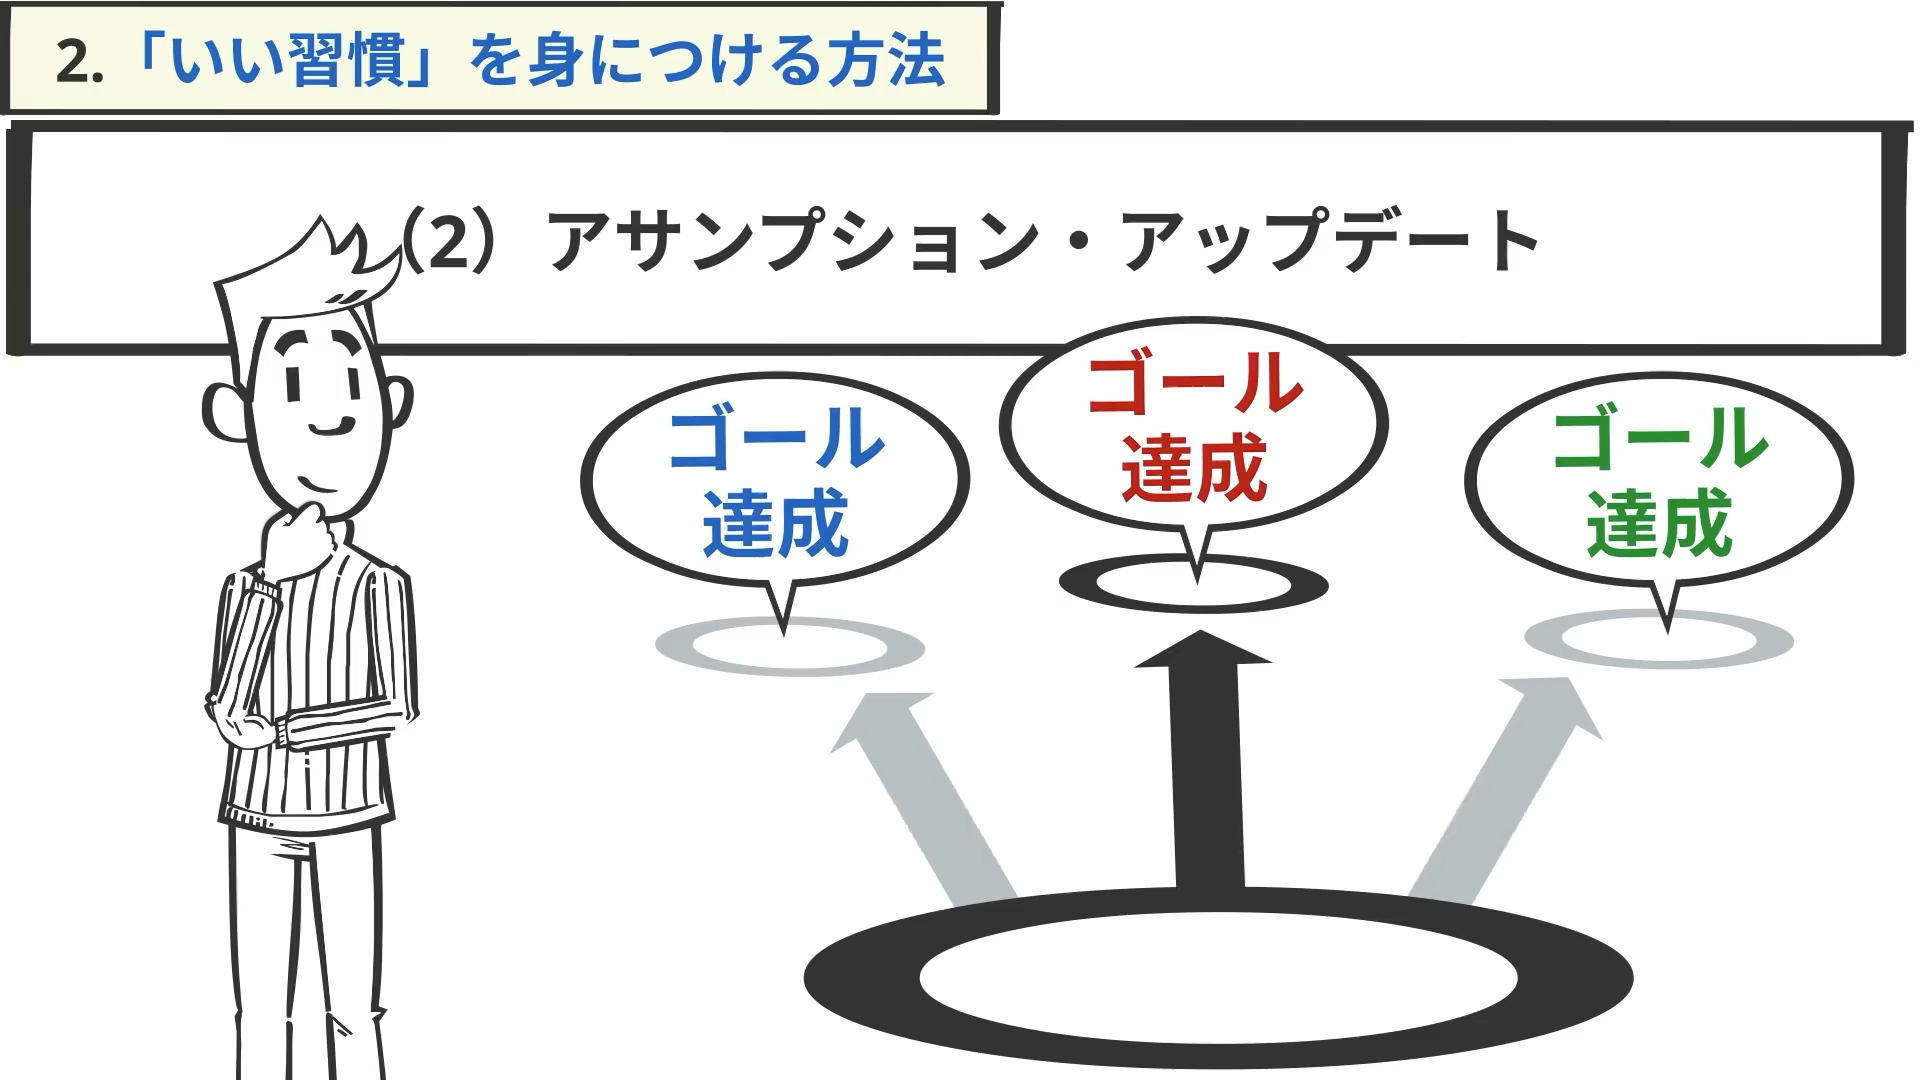 2.「いい習慣」を身につける方法
（2）アサンプション・アップデート
ゴール
達成
ゴール
達成
ゴール
達成